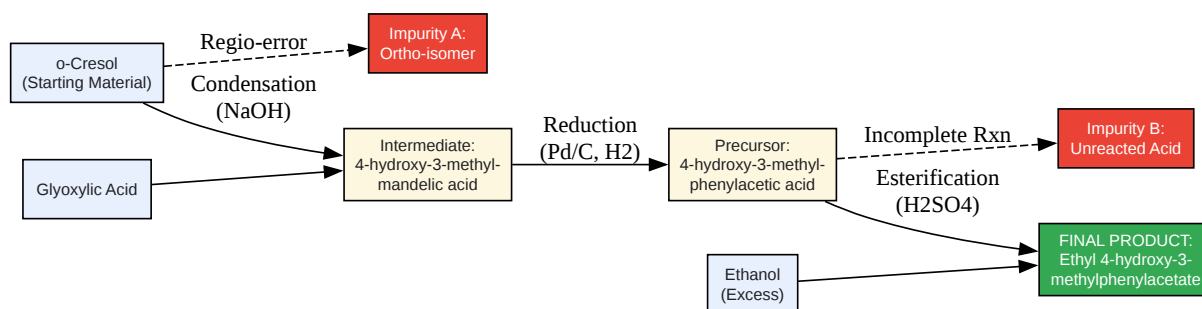 o-Cresol
(Starting Material)
Regio-error
Impurity A:
Ortho-isomer
Condensation
(NaOH)
Glyoxylic Acid
Intermediate:
4-hydroxy-3-methyl-
mandelic acid
Reduction
(Pd/C, H2)
Precursor:
4-hydroxy-3-methyl-
phenylacetic acid
Incomplete Rxn
Impurity B:
Unreacted Acid
Esterification
(H2SO4)
Ethanol
(Excess)
FINAL PRODUCT:
Ethyl 4-hydroxy-3-
methylphenylacetate